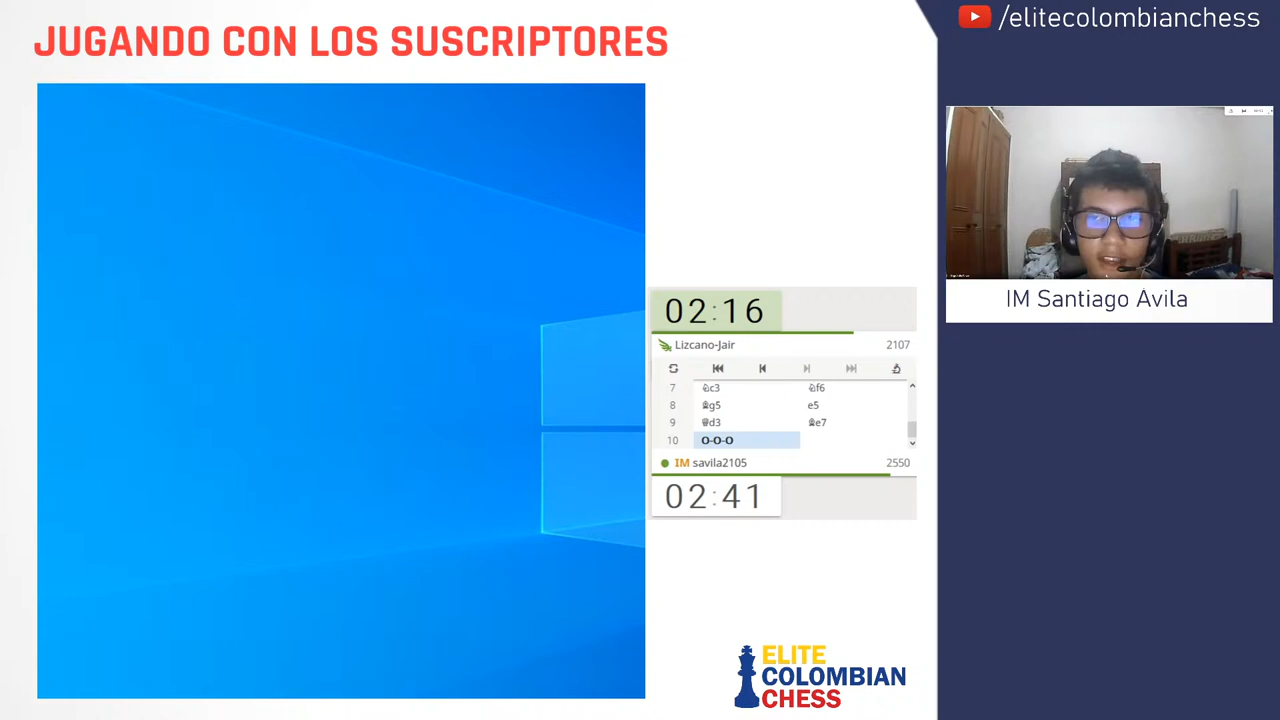 JUGANDO CON LOS SUSCRIPTORES
/elitecolombianchess
IM Santiago Ávila
02:16
Lizcano-Jair 2107
7 ♘c3 ♘f6
8 ♗g5 e5
9 ♕d3 ♗e7
10 O-O-O
IM savila2105 2550
02:41
ELITE
COLOMBIAN
CHESS